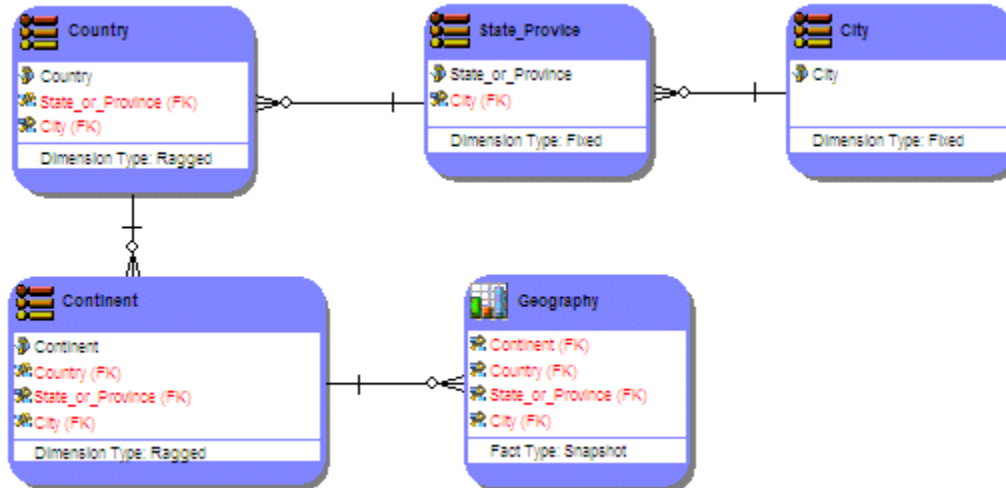 Country
Country
State_or_Province (FK)
City (FK)
Dimension Type: Ragged
State_Provice
State_or_Province
City (FK)
Dimension Type: Fixed
City
City
Dimension Type: Fixed
Continent
Continent
Country (FK)
State_or_Province (FK)
City (FK)
Dimension Type: Ragged
Geography
Continent (FK)
Country (FK)
State_or_Province (FK)
City (FK)
Fact Type: Snapshot